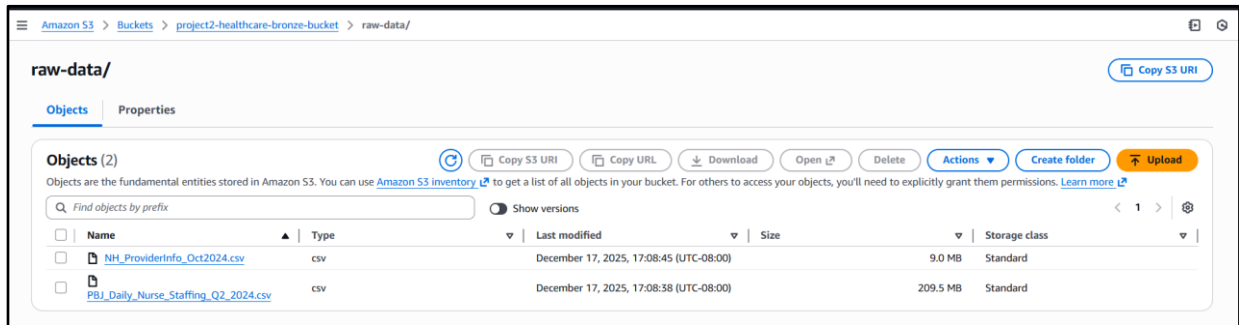 Amazon S3 > Buckets > project2-healthcare-bronze-bucket > raw-data/
raw-data/
Copy S3 URI
Objects Properties
Objects (2) Copy S3 URI Copy URL Download Open Delete Actions Create folder Upload
Objects are the fundamental entities stored in Amazon S3. You can use Amazon S3 inventory to get a list of all objects in your bucket. For others to access your objects, you'll need to explicitly grant them permissions. Learn more
Find objects by prefix Show versions < 1 >
Name Type Last modified Size Storage class
NH_ProviderInfo_Oct2024.csv csv December 17, 2025, 17:08:45 (UTC-08:00) 9.0 MB Standard
PBJ_Daily_Nurse_Staffing_Q2_2024.csv csv December 17, 2025, 17:08:38 (UTC-08:00) 209.5 MB Standard